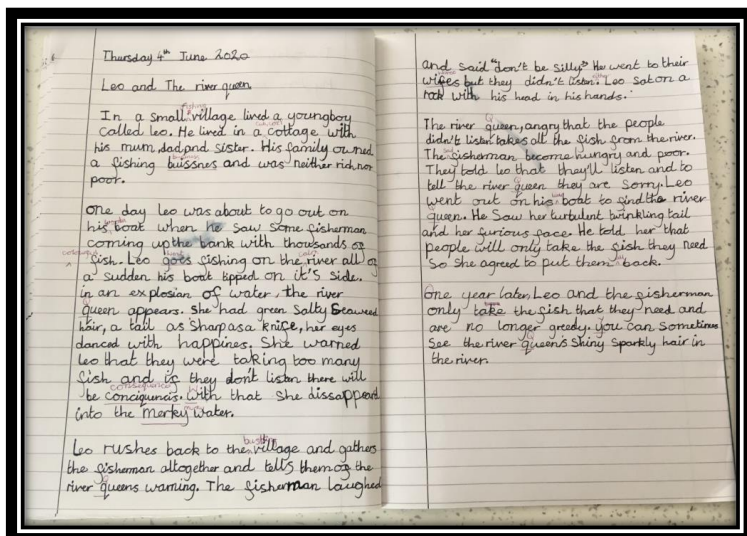 Thursday 4th June 2020
Leo and The river queen
fishing
In a small village lived a youngboy
called leo. He lived in a cottage with
his mum, dad, and sister. His family owned
business
a fishing buissnes and was neither rich nor
poor.
one day leo was about to go out on
wooden
his boat when he saw some fisherman
coming up the bank with thousands of
colourful
fish. Leo goes fishing on the river all of
a sudden his boat tipped on it's side.
in an explosian of water, the river
Q
queen appears. she had green Salty Seaweed
hair, a tail as Sharp as a knife, her eyes
danced with happines. She warned
leo that they were taking too many
fish and if they don't listen there will
consequences
be conciquncis. With that she dissappeard
murky
into the merky water.
bustling
Leo rushes back to the village and gathers
the fisherman altogether and tells them of the
Q
river queens warning. The fisherman laughed
and said "don't be silly" He went to their
wifes but they didn't listen. Leo sat on a
rock with his head in his hands.
Q
The river queen, angry that the people
didn't listen takes all the fish from the river.
The fisherman become hungry and poor.
They told leo that they'll listen and to
tell the river queen they are sorry. Leo
went out on his boat to find the river
queen. He Saw her turbulent twinkling tail
and her furious face. He told her that
people will only take the fish they need
So she agreed to put them back.
One year later, Leo and the fisherman
only take the fish that they need and
are no longer greedy. you can sometimes
Q
See the river queen's Shiny Sparkly hair in
the river.